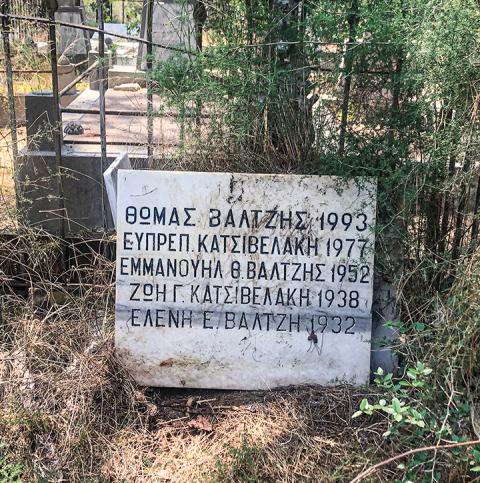 ΘΩΜΑΣ ΒΑΛΤΖΗΣ 1993
ΕΥΠΡΕΠ. ΚΑΤΣΙΒΕΛΑΚΗ 1977
ΕΜΜΑΝΟΥΗΛ Θ. ΒΑΛΤΖΗΣ 1952
ΖΩΗ Γ. ΚΑΤΣΙΒΕΛΑΚΗ 1938
ΕΛΕΝΗ Ε. ΒΑΛΤΖΗ 1932